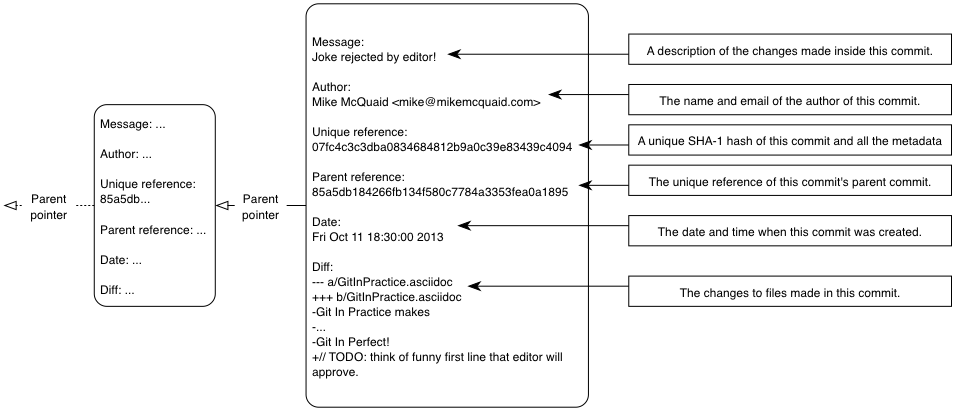 Parent
pointer
Message: ...
Author: ...
Unique reference:
85a5db...
Parent reference: ...
Date: ...
Diff: ...
Parent
pointer
Message:
Joke rejected by editor!
Author:
Mike McQuaid <mike@mikemcquaid.com>
Unique reference:
07fc4c3c3dba0834684812b9a0c39e83439c4094
Parent reference:
85a5db184266fb134f580c7784a3353fea0a1895
Date:
Fri Oct 11 18:30:00 2013
Diff:
--- a/GitInPractice.asciidoc
+++ b/GitInPractice.asciidoc
-Git In Practice makes
-...
-Git In Perfect!
+// TODO: think of funny first line that editor will
approve.
A description of the changes made inside this commit.
The name and email of the author of this commit.
A unique SHA-1 hash of this commit and all the metadata
The unique reference of this commit's parent commit.
The date and time when this commit was created.
The changes to files made in this commit.